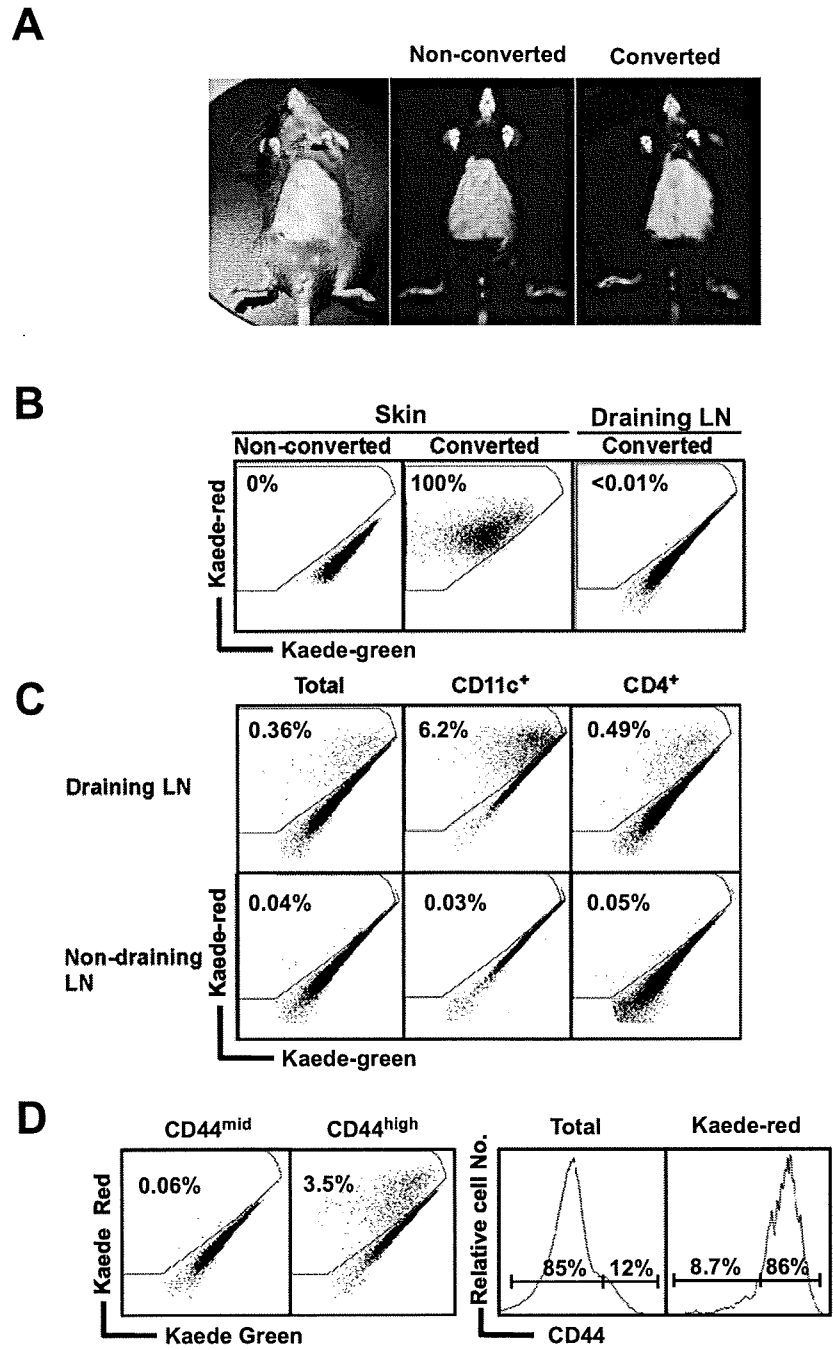 A
Non-converted Converted
B
Skin Draining LN
Non-converted Converted Converted
0% 100% <0.01%
Kaede-red
Kaede-green
C
Total CD11c+ CD4+
Draining LN
0.36% 6.2% 0.49%
Non-draining
LN
0.04% 0.03% 0.05%
Kaede-red
Kaede-green
D
CD44mid CD44high Total Kaede-red
0.06% 3.5%
Kaede Red
Kaede Green
Relative cell No.
85% 12% 8.7% 86%
CD44